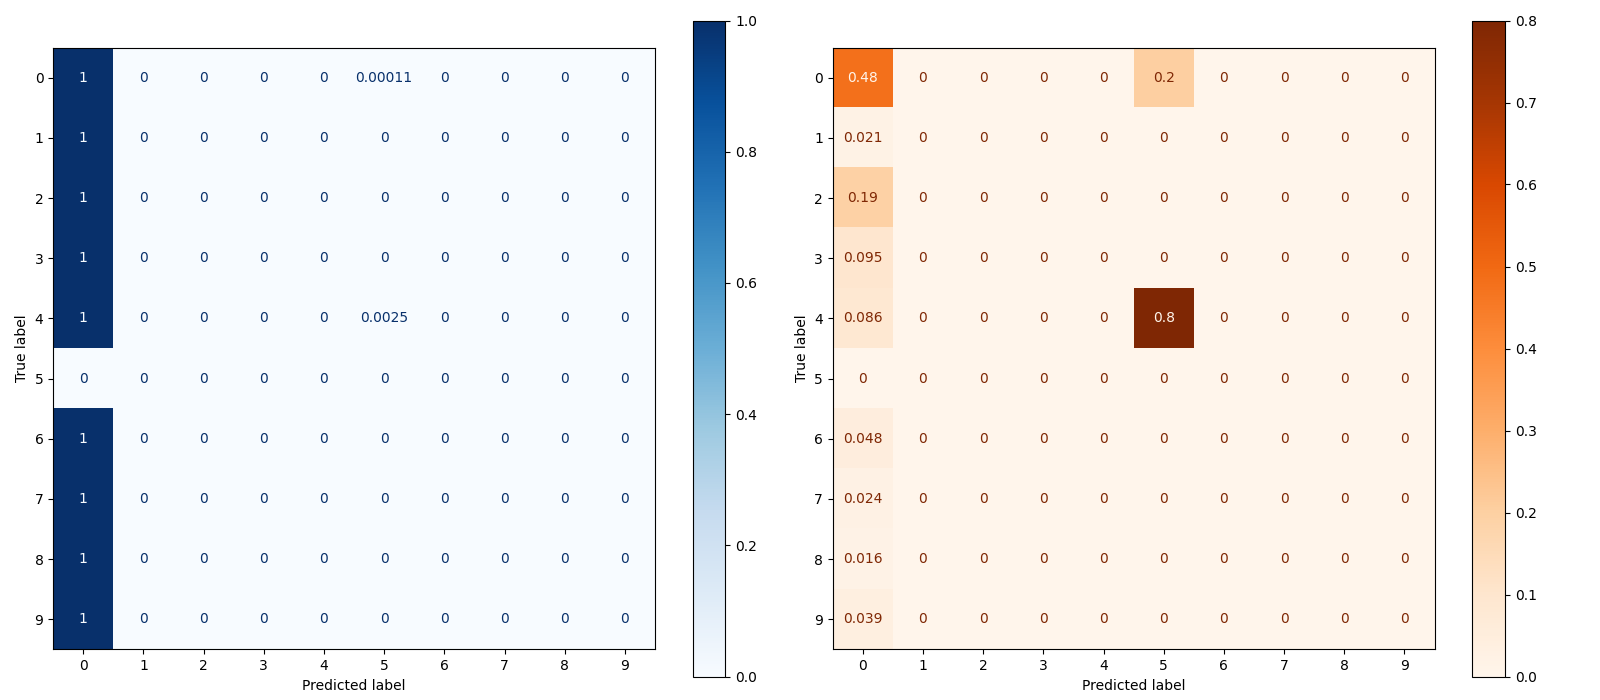 0 1 0 0 0 0 0.00011 0 0 0 0
1 1 0 0 0 0 0 0 0 0 0
2 1 0 0 0 0 0 0 0 0 0
3 1 0 0 0 0 0 0 0 0 0
4 1 0 0 0 0 0.0025 0 0 0 0
5 0 0 0 0 0 0 0 0 0 0
6 1 0 0 0 0 0 0 0 0 0
7 1 0 0 0 0 0 0 0 0 0
8 1 0 0 0 0 0 0 0 0 0
9 1 0 0 0 0 0 0 0 0 0
0 1 2 3 4 5 6 7 8 9
True label
Predicted label
1.0
0.8
0.6
0.4
0.2
0.0
0 0.48 0 0 0 0 0.2 0 0 0 0
1 0.021 0 0 0 0 0 0 0 0 0
2 0.19 0 0 0 0 0 0 0 0 0
3 0.095 0 0 0 0 0 0 0 0 0
4 0.086 0 0 0 0 0.8 0 0 0 0
5 0 0 0 0 0 0 0 0 0 0
6 0.048 0 0 0 0 0 0 0 0 0
7 0.024 0 0 0 0 0 0 0 0 0
8 0.016 0 0 0 0 0 0 0 0 0
9 0.039 0 0 0 0 0 0 0 0 0
0 1 2 3 4 5 6 7 8 9
True label
Predicted label
0.8
0.7
0.6
0.5
0.4
0.3
0.2
0.1
0.0